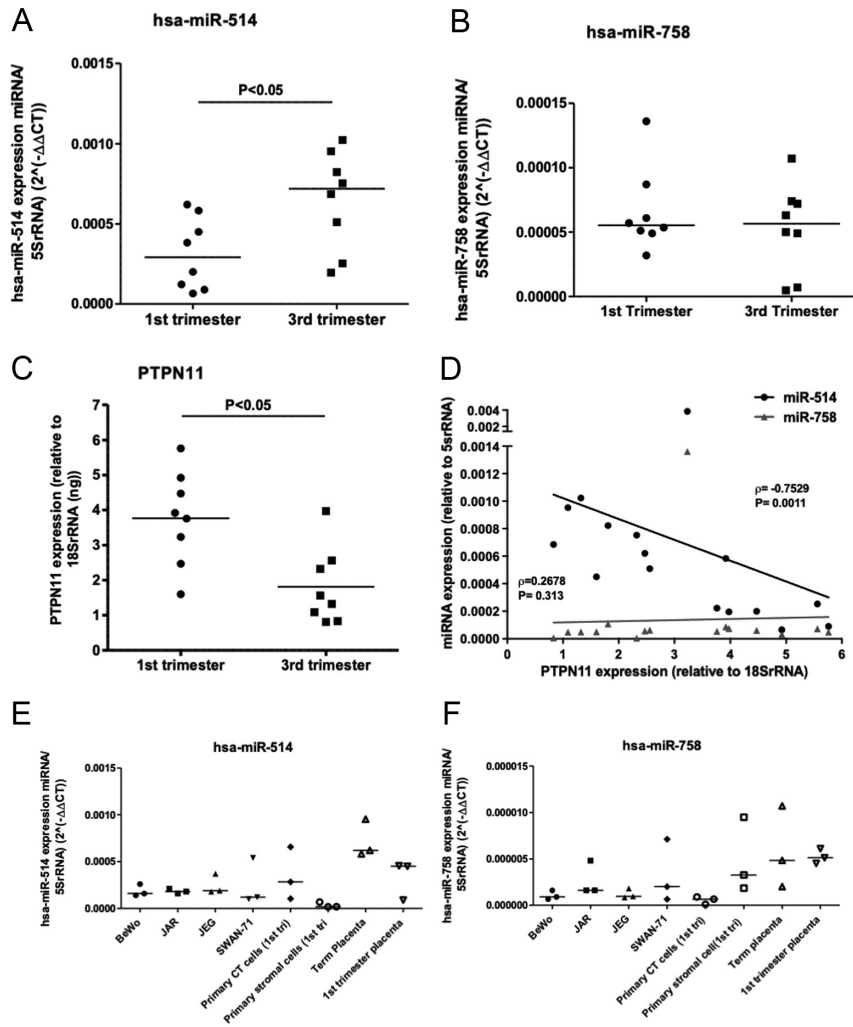 A
hsa-miR-514
hsa-miR-514 expression miRNA/
5SrRNA) (2^(-ΔΔCT))
0.0015
0.0010
0.0005
0.0000
P<0.05
1st trimester
3rd trimester
B
hsa-miR-758
hsa-miR-758 expression miRNA/
5SrRNA) (2^(-ΔΔCT))
0.00015
0.00010
0.00005
0.00000
1st Trimester
3rd Trimester
C
PTPN11
PTPN11 expression (relative to
18SrRNA (ng))
7
6
5
4
3
2
1
0
P<0.05
1st trimester
3rd trimester
D
miRNA expression (relative to 5srRNA)
0.004
0.002
0.0014
0.0012
0.0010
0.0008
0.0006
0.0004
0.0002
0.0000
miR-514
miR-758
ρ= -0.7529
P= 0.0011
ρ=0.2678
P= 0.313
0
1
2
3
4
5
6
PTPN11 expression (relative to 18SrRNA)
E
hsa-miR-514
hsa-miR-514 expression miRNA/
5SrRNA) (2^(-ΔΔCT))
0.0015
0.0010
0.0005
0.0000
BeWo
JAR
JEG
SWAN-71
Primary CT cells (1st tri)
Primary stromal cells (1st tri)
Term Placenta
1st trimester placenta
F
hsa-miR-758
hsa-miR-758 expression miRNA/
5SrRNA) (2^(-ΔΔCT))
0.000010
0.000005
0.000000
BeWo
JAR
JEG
SWAN-71
Primary CT cells (1st tri)
Primary stromal cell(1st tri)
Term placenta
1st trimester placenta